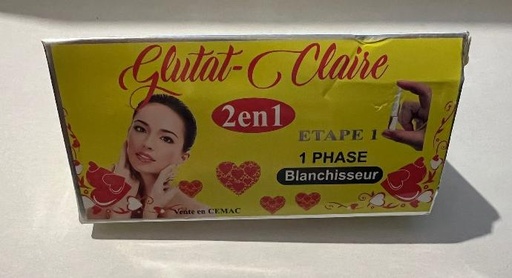 Glutat-Claire
2en1
ETAPE 1
1 PHASE
Blanchisseur
Vente en CEMAC